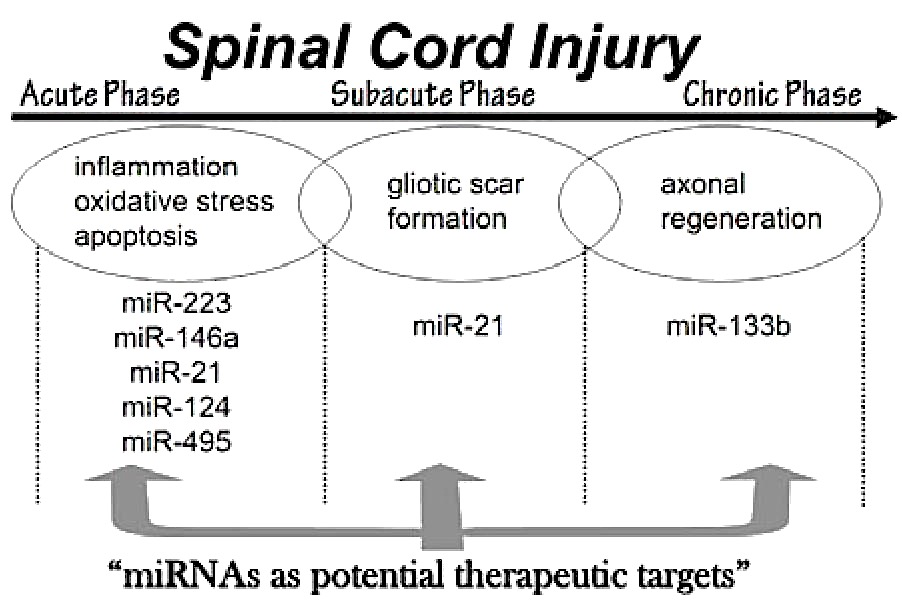 Spinal Cord Injury
Acute Phase
Subacute Phase
Chronic Phase
inflammation
oxidative stress
apoptosis
gliotic scar
formation
axonal
regeneration
miR-223
miR-146a
miR-21
miR-124
miR-495
miR-21
miR-133b
“miRNAs as potential therapeutic targets”